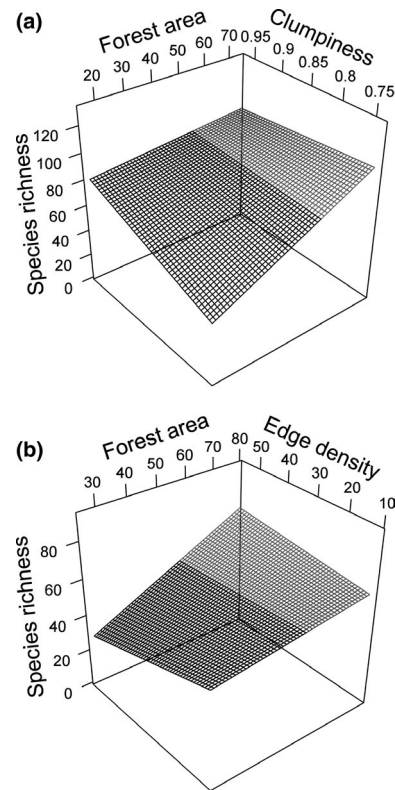 (a)
Forest area
Clumpiness
20 30 40 50 60 70
0.95 0.9 0.85 0.8 0.75
Species richness
120
100
80
60
40
20
0
(b)
Forest area
Edge density
30 40 50 60 70 80
50 40 30 20 10
Species richness
80
60
40
20
0